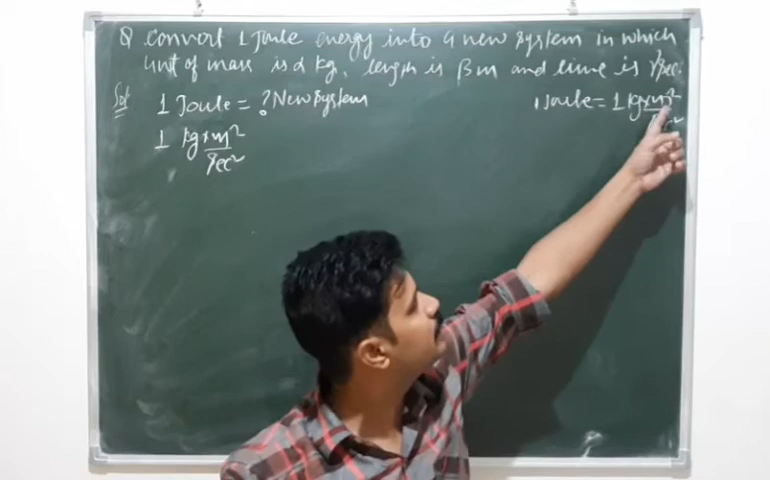 Q convert 1 Joule energy into a new system in which
unit of mass is α kg, length is β m and time is γ sec.
Sol 1 Joule = ? New System 1 Joule = 1 kg×m²
1 kg×m²
sec²